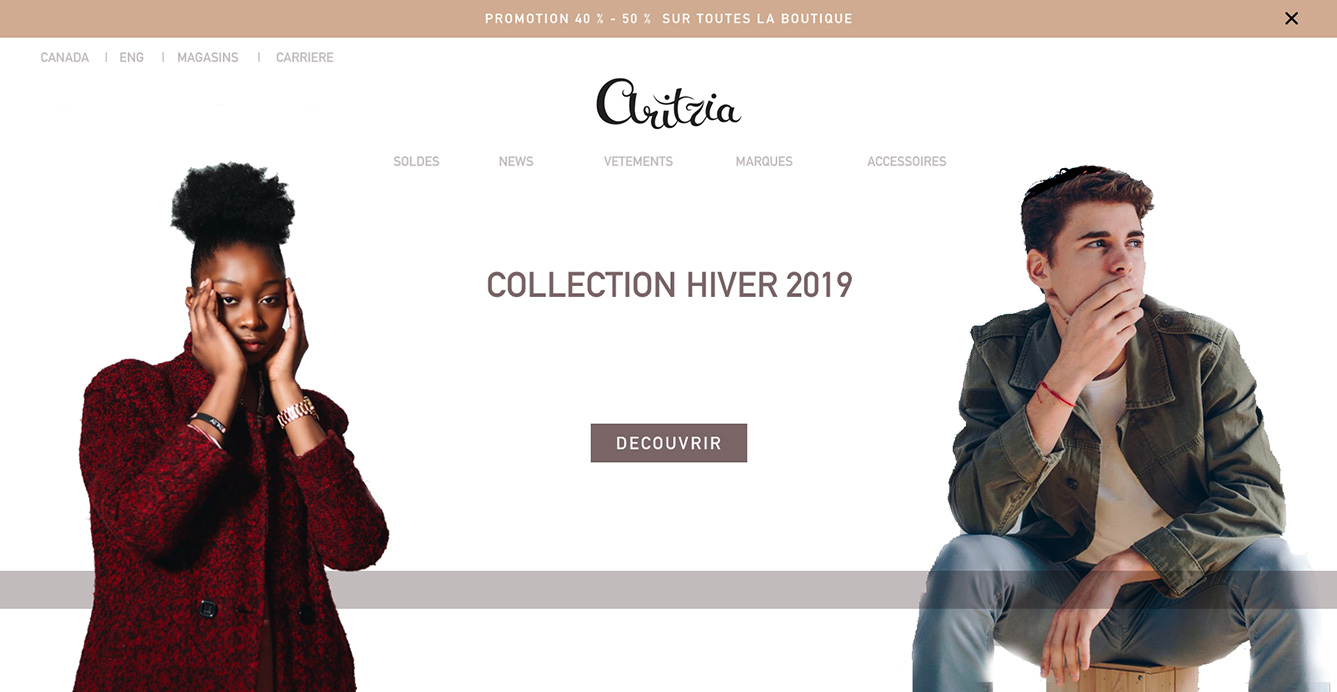 PROMOTION 40 % - 50 % SUR TOUTES LA BOUTIQUE
CANADA | ENG | MAGASINS | CARRIERE
Aritzia
SOLDES NEWS VETEMENTS MARQUES ACCESSOIRES
COLLECTION HIVER 2019
DECOUVRIR